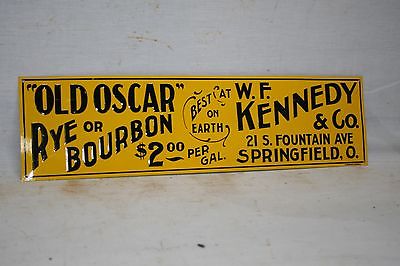 "OLD OSCAR"
RYE OR
BOURBON
$2.00 PER
GAL.
BEST AT
ON
EARTH
W. F.
KENNEDY
& Co.
21 S. FOUNTAIN AVE
SPRINGFIELD, O.